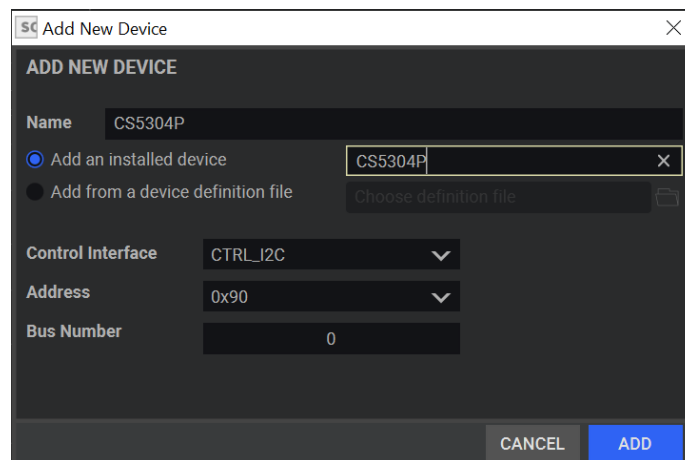 SC Add New Device
ADD NEW DEVICE
Name CS5304P
Add an installed device CS5304P
Add from a device definition file Choose definition file
Control Interface CTRL_I2C
Address 0x90
Bus Number 0
CANCEL ADD